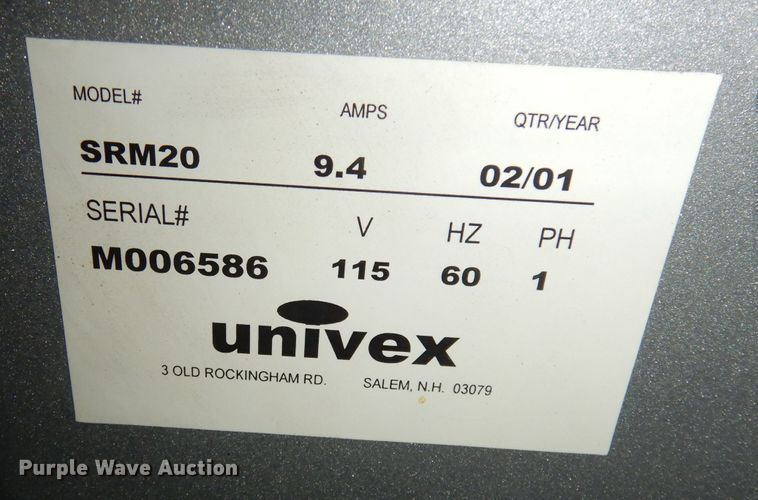 MODEL# AMPS QTR/YEAR
SRM20 9.4 02/01
SERIAL# V HZ PH
M006586 115 60 1
univex
3 OLD ROCKINGHAM RD. SALEM, N.H. 03079
Purple Wave Auction